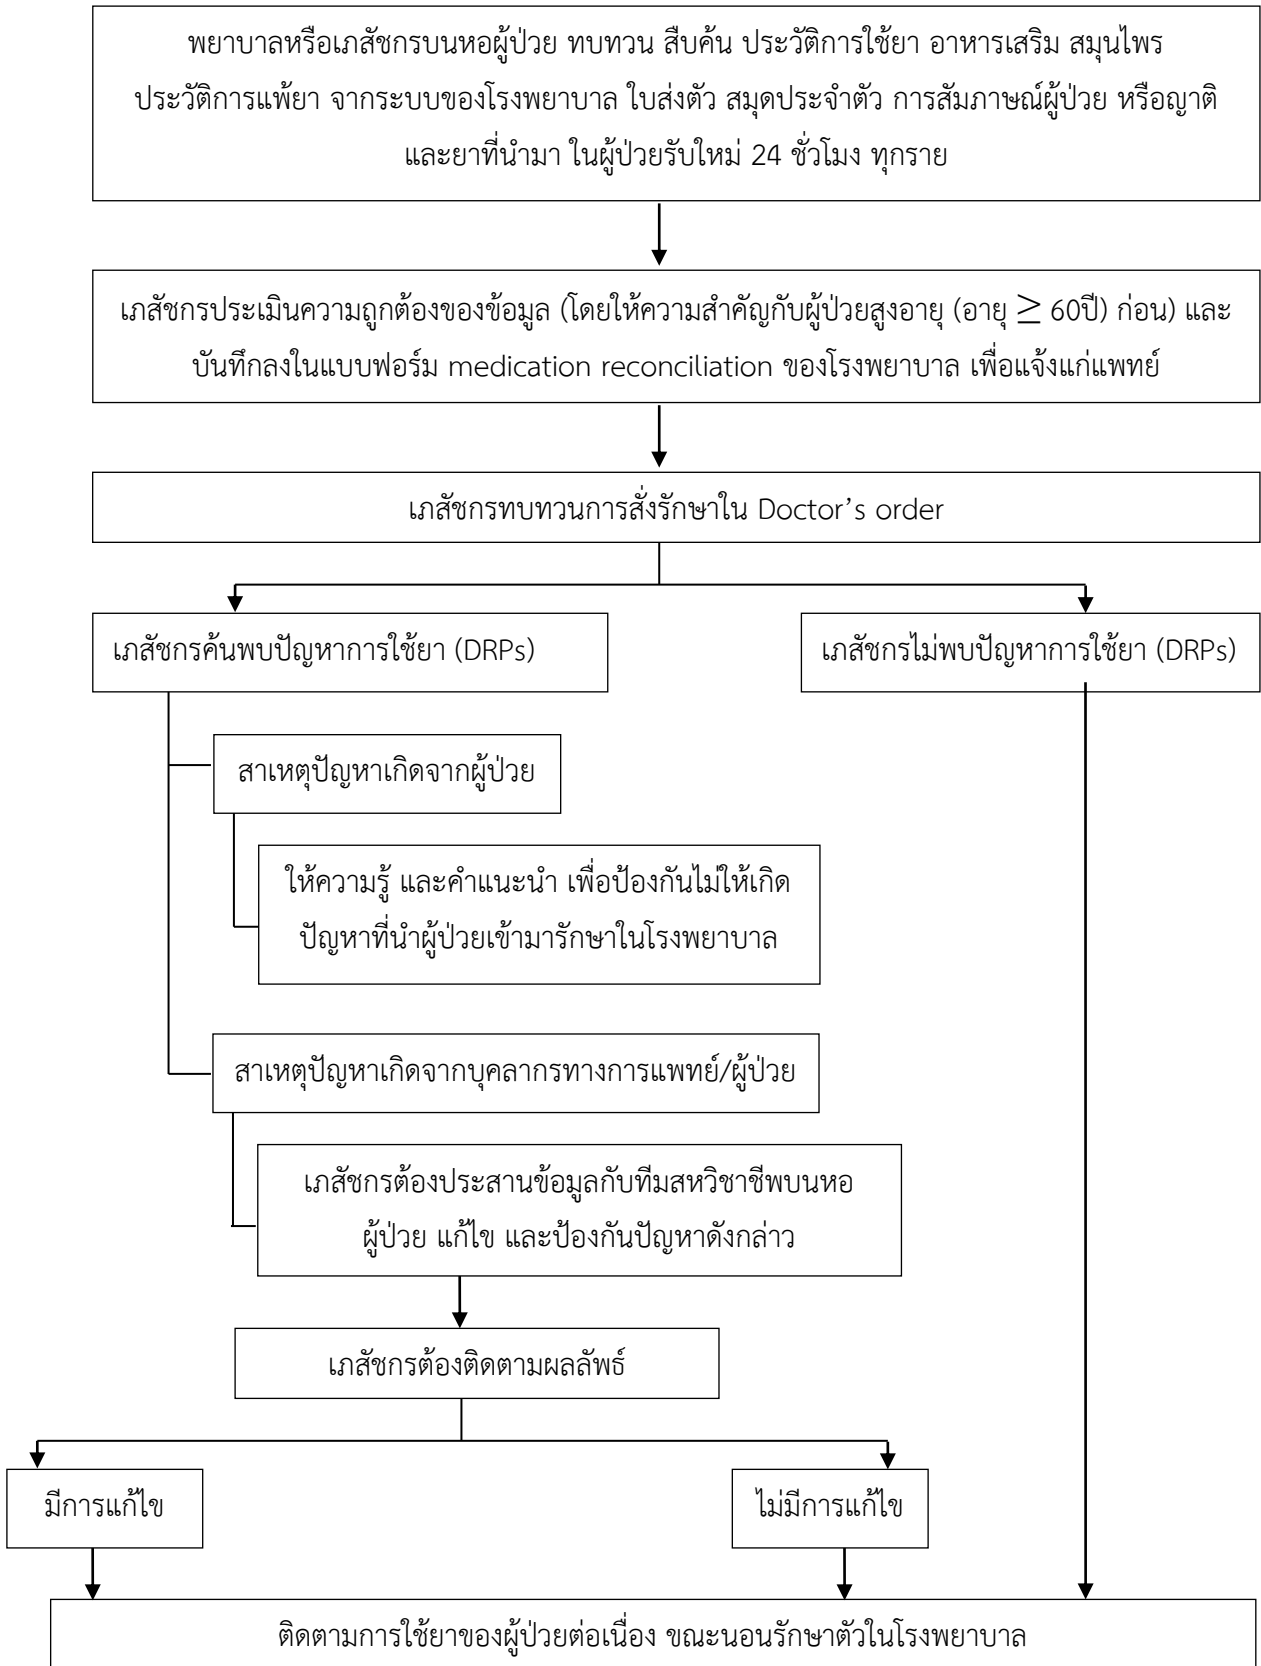 พยาบาลหรือเภสัชกรบนหอผู้ป่วย ทบทวน สืบค้น ประวัติการใช้ยา อาหารเสริม สมุนไพร
ประวัติการแพ้ยา จากระบบของโรงพยาบาล ใบส่งตัว สมุดประจำตัว การสัมภาษณ์ผู้ป่วย หรือญาติ
และยาที่นำมา ในผู้ป่วยรับใหม่ 24 ชั่วโมง ทุกราย
เภสัชกรประเมินความถูกต้องของข้อมูล (โดยให้ความสำคัญกับผู้ป่วยสูงอายุ (อายุ ≥ 60ปี) ก่อน) และ
บันทึกลงในแบบฟอร์ม medication reconciliation ของโรงพยาบาล เพื่อแจ้งแก่แพทย์
เภสัชกรทบทวนการสั่งรักษาใน Doctor’s order
เภสัชกรค้นพบปัญหาการใช้ยา (DRPs)
เภสัชกรไม่พบปัญหาการใช้ยา (DRPs)
สาเหตุปัญหาเกิดจากผู้ป่วย
ให้ความรู้ และคำแนะนำ เพื่อป้องกันไม่ให้เกิด
ปัญหาที่นำผู้ป่วยเข้ามารักษาในโรงพยาบาล
สาเหตุปัญหาเกิดจากบุคลากรทางการแพทย์/ผู้ป่วย
เภสัชกรต้องประสานข้อมูลกับทีมสหวิชาชีพบนหอ
ผู้ป่วย แก้ไข และป้องกันปัญหาดังกล่าว
เภสัชกรต้องติดตามผลลัพธ์
มีการแก้ไข
ไม่มีการแก้ไข
ติดตามการใช้ยาของผู้ป่วยต่อเนื่อง ขณะนอนรักษาตัวในโรงพยาบาล